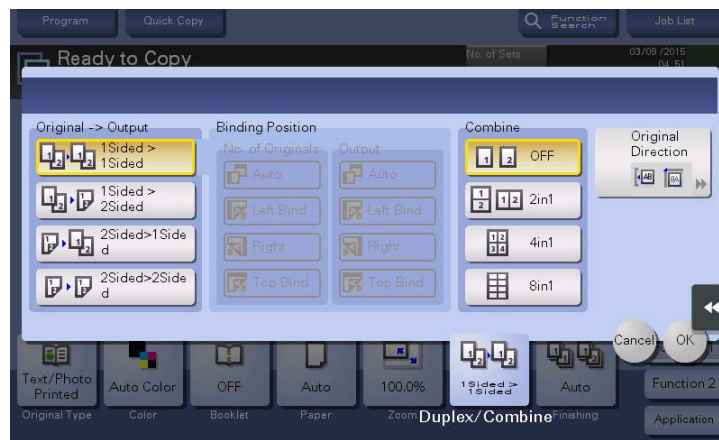 Program
Quick Copy
Function Search
Job List
Ready to Copy
No. of Sets
03/09/2015
04:51
Original -> Output
Binding Position
Combine
No. of Originals
Output
1Sided >
1Sided
1Sided >
2Sided
2Sided>1Side
d
2Sided>2Side
d
Auto
Left Bind
Right
Top Bind
Auto
Left Bind
Right
Top Bind
OFF
2in1
4in1
8in1
Original
Direction
Cancel
OK
Text/Photo
Printed
Auto Color
OFF
Auto
100.0%
1Sided >
1Sided
Auto
Function 2
Original Type
Color
Booklet
Paper
Zoom
Duplex/Combine
Finishing
Application